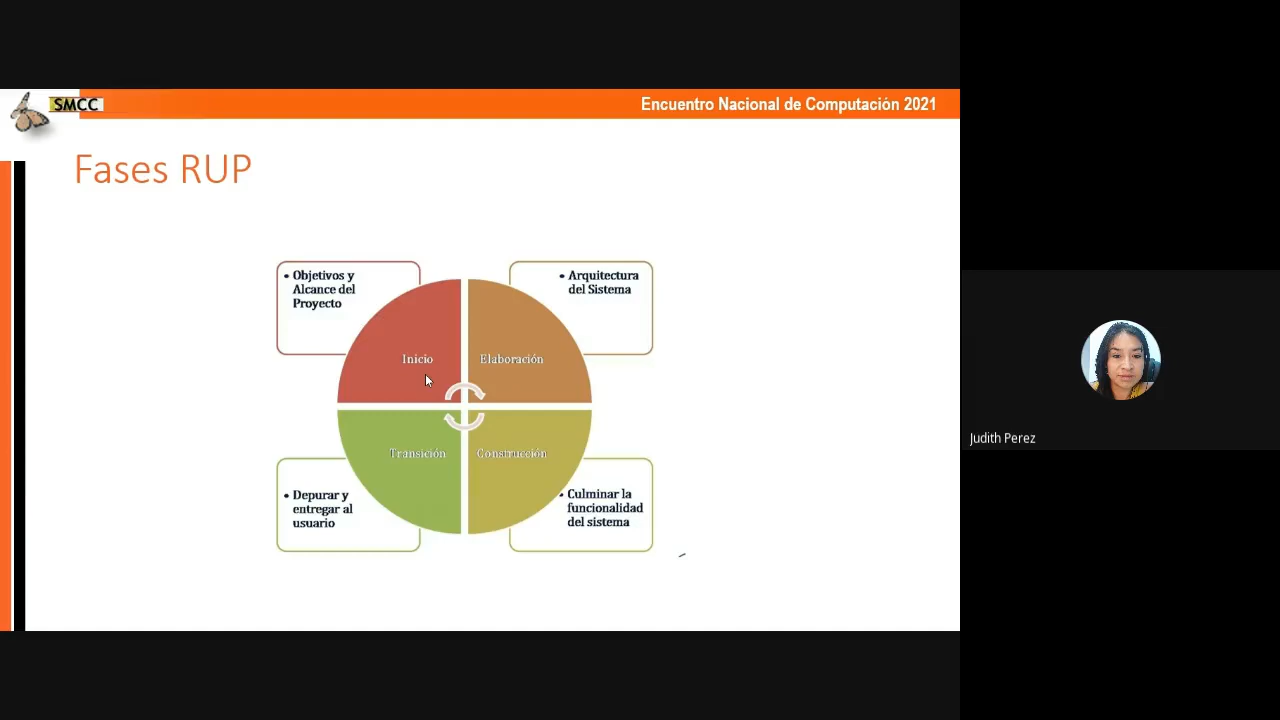 SMCC
Encuentro Nacional de Computación 2021
Fases RUP
• Objetivos y
Alcance del
Proyecto
• Arquitectura
del Sistema
Inicio
Elaboración
Transición
Construcción
• Depurar y
entregar al
usuario
• Culminar la
funcionalidad
del sistema
Judith Perez